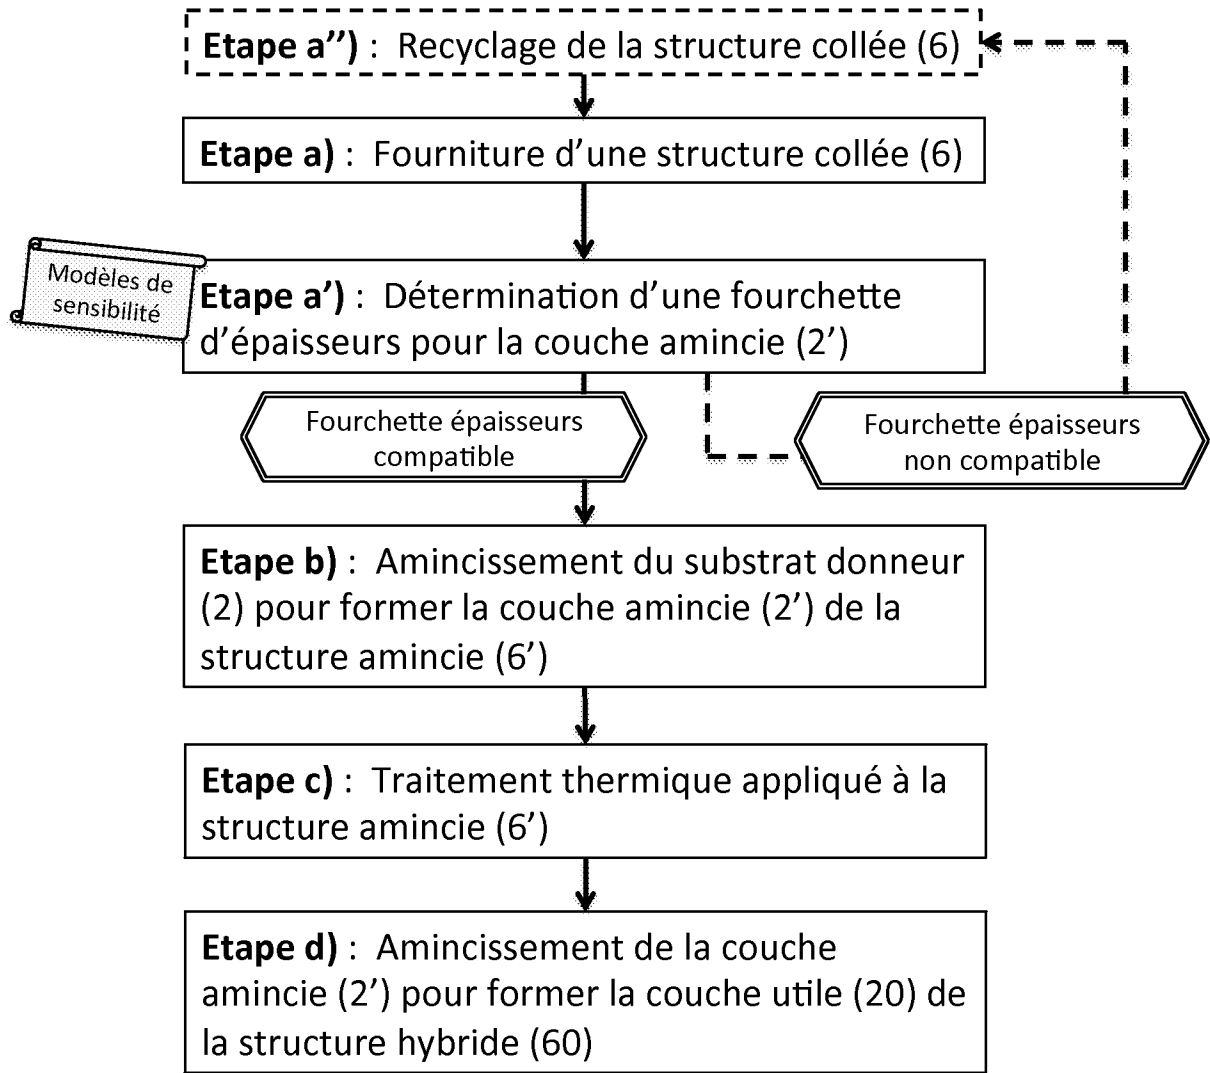 Etape a’’) : Recyclage de la structure collée (6)
Etape a) : Fourniture d’une structure collée (6)
Modèles de
sensibilité
Etape a’) : Détermination d’une fourchette
d’épaisseurs pour la couche amincie (2’)
Fourchette épaisseurs
compatible
Fourchette épaisseurs
non compatible
Etape b) : Amincissement du substrat donneur
(2) pour former la couche amincie (2’) de la
structure amincie (6’)
Etape c) : Traitement thermique appliqué à la
structure amincie (6’)
Etape d) : Amincissement de la couche
amincie (2’) pour former la couche utile (20) de
la structure hybride (60)